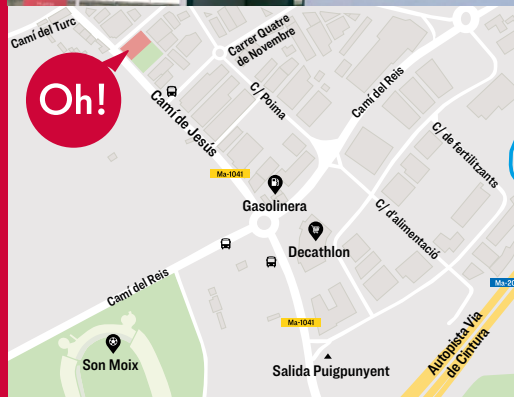 Camí del Turc
Carrer Quatre
de Novembre
Oh!
Camí de Jesús
C/ Poima
Camí del Reis
C/ de fertilitzants
Ma-1041
Gasolinera
Decathlon
C/ d'alimentació
Camí del Reis
Ma-20
Ma-1041
Autopista Via
de Cintura
Son Moix
Salida Puigpunyent